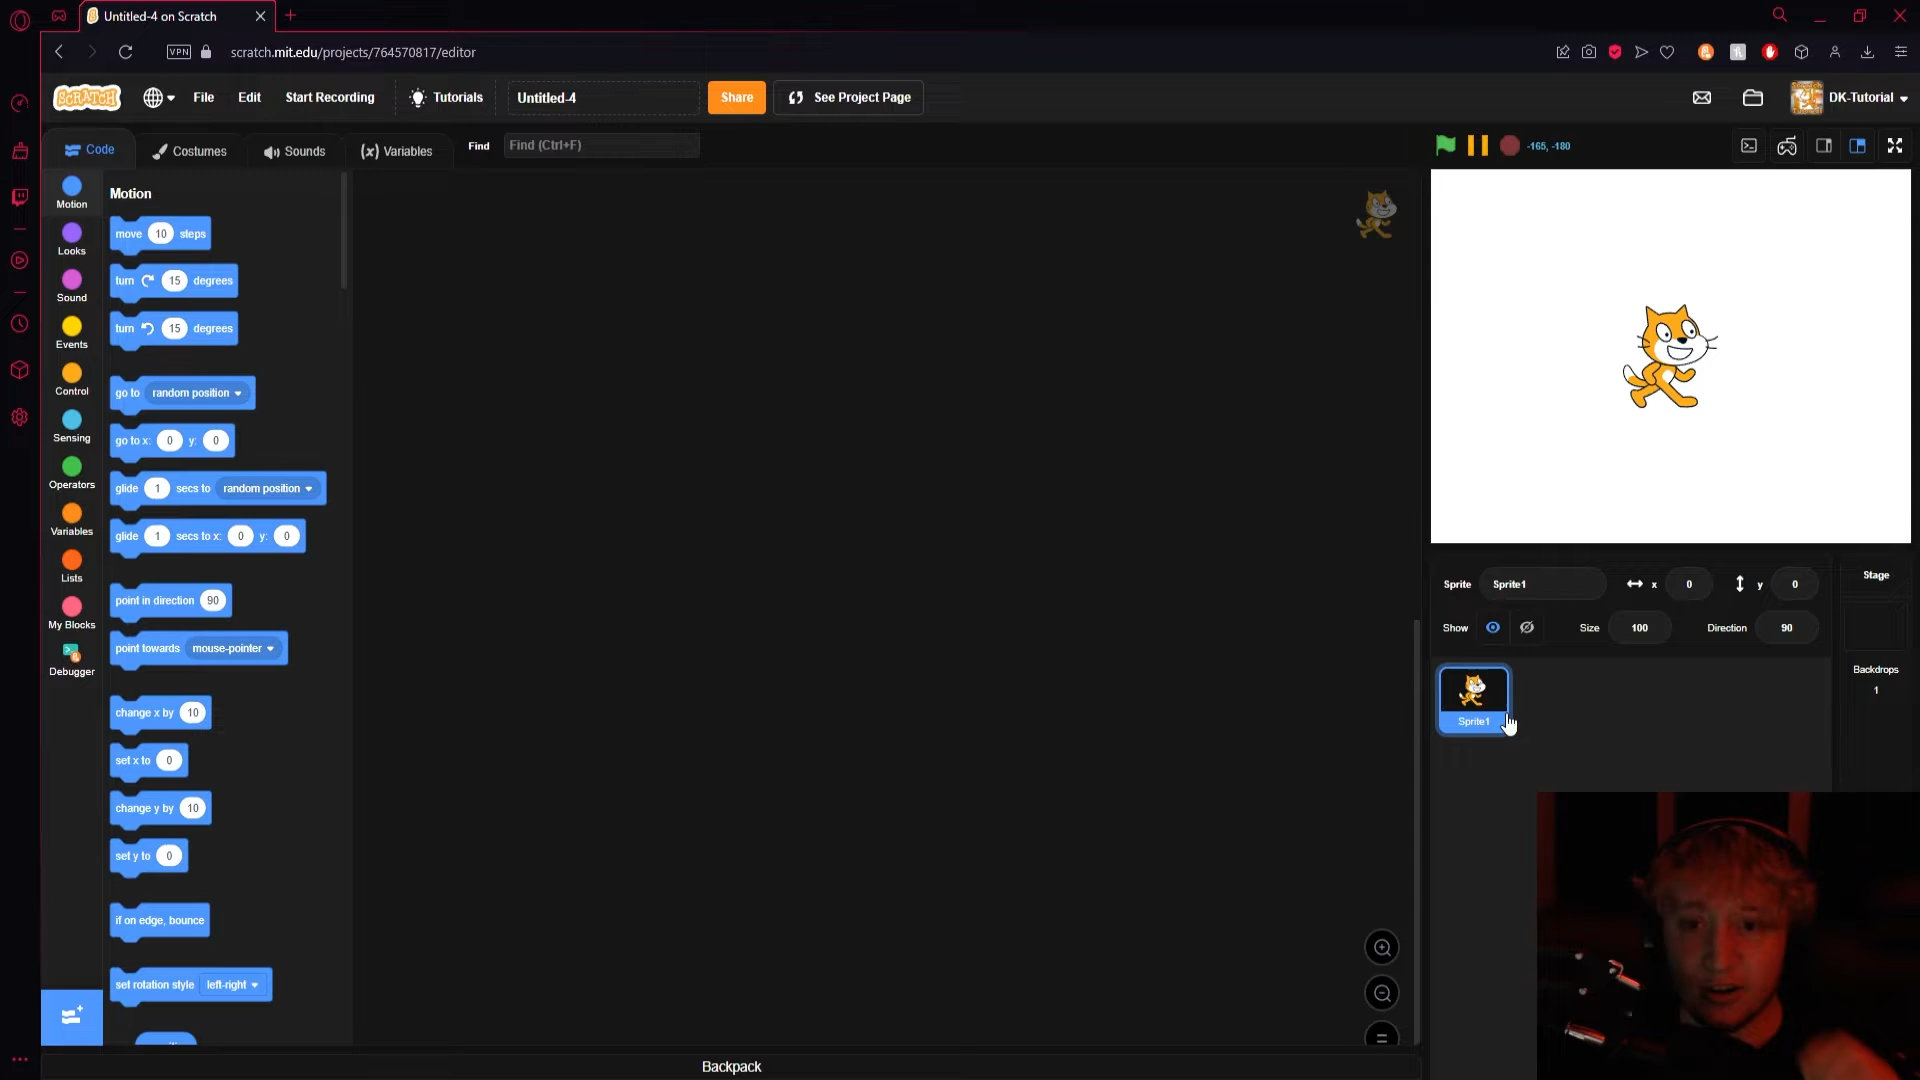 Untitled-4 on Scratch
VPN
scratch.mit.edu/projects/764570817/editor
SCRATCH
File
Edit
Start Recording
Tutorials
Untitled-4
Share
See Project Page
DK-Tutorial
Code
Costumes
Sounds
(x) Variables
Find
Find (Ctrl+F)
-165, -180
Motion
Looks
Sound
Events
Control
Sensing
Operators
Variables
Lists
My Blocks
Debugger
Motion
move 10 steps
turn 15 degrees
turn 15 degrees
go to random position
go to x: 0 y: 0
glide 1 secs to random position
glide 1 secs to x: 0 y: 0
point in direction 90
point towards mouse-pointer
change x by 10
set x to 0
change y by 10
set y to 0
if on edge, bounce
set rotation style left-right
Sprite Sprite1 x 0 y 0
Show Size 100 Direction 90
Sprite1
Stage
Backdrops
1
Backpack